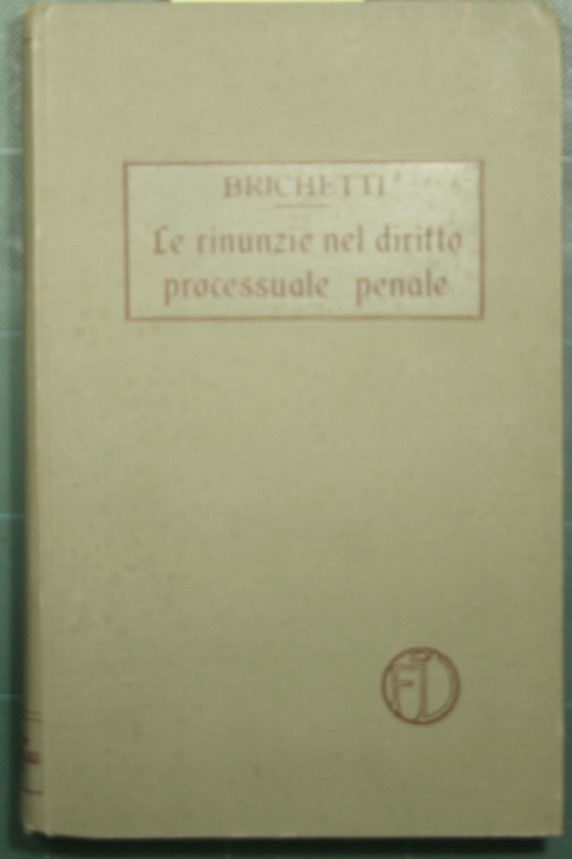 BRICHETTI
Le rinunzie nel diritto
processuale penale